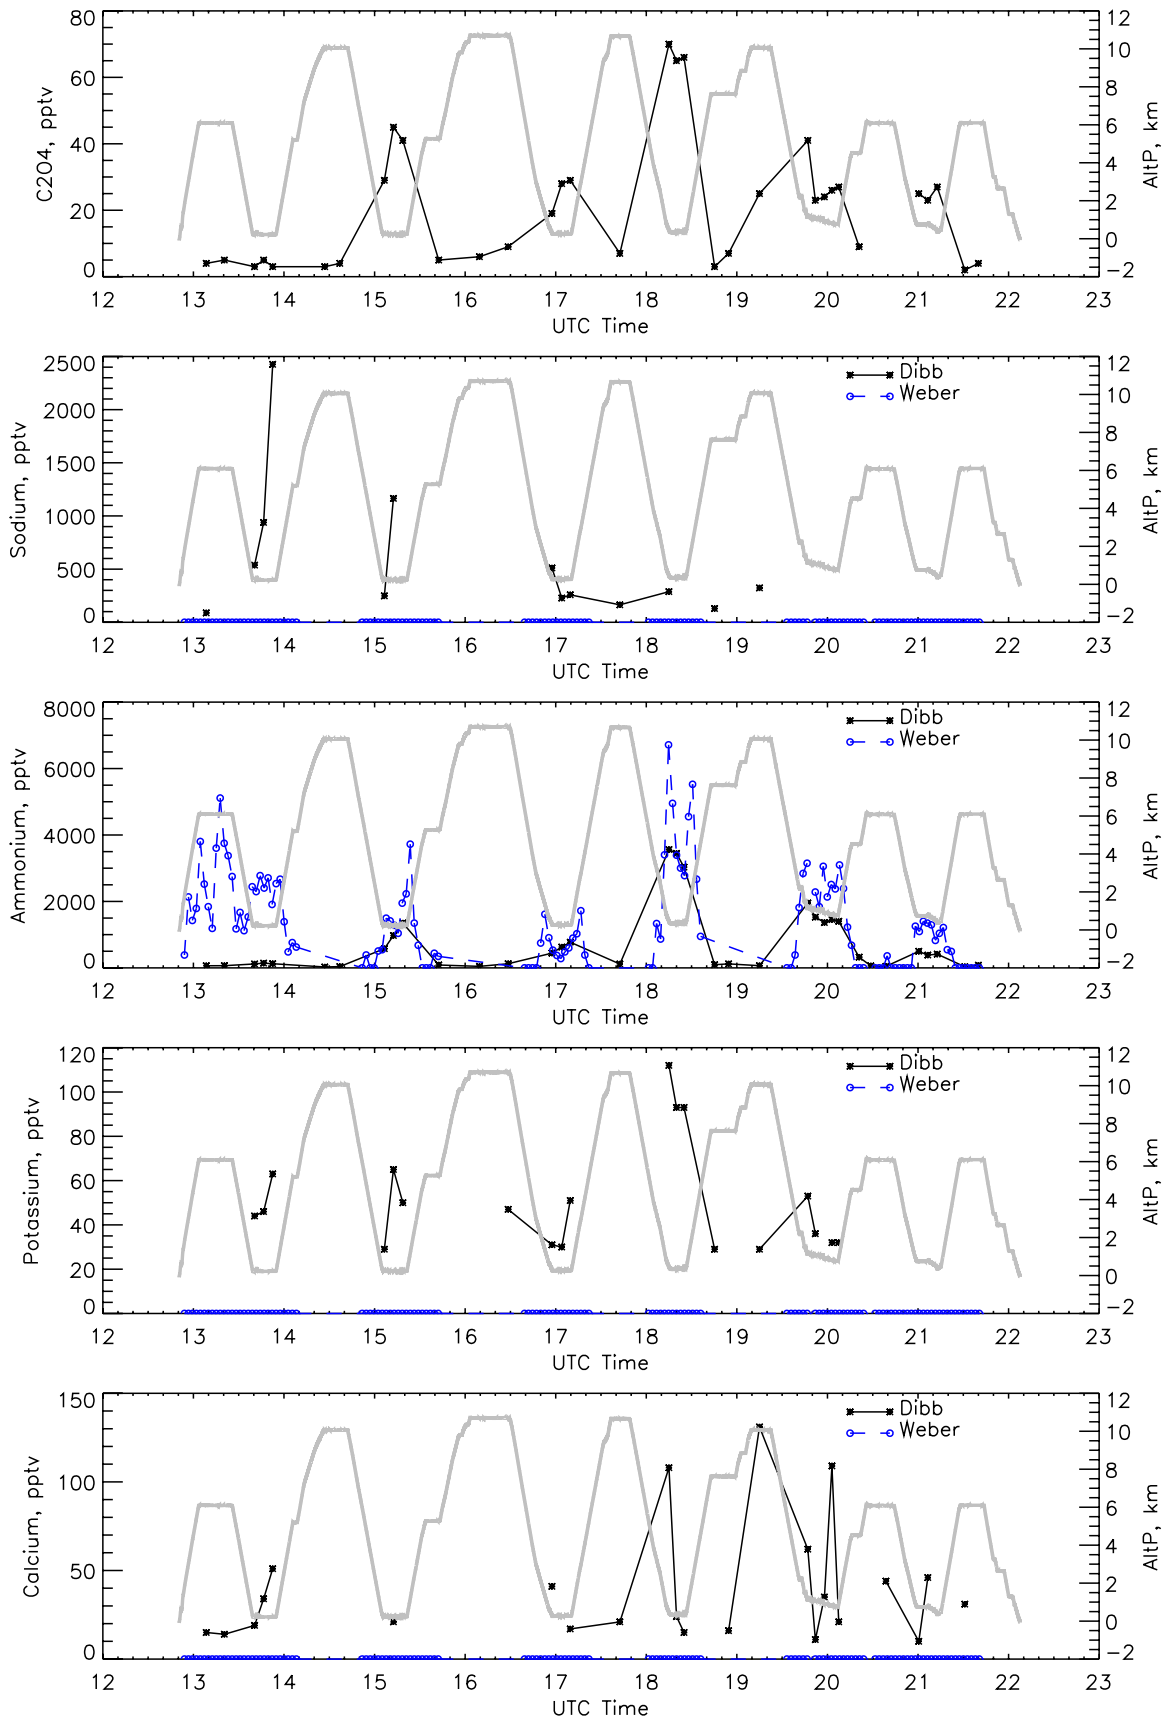 C2O4, pptv
80
60
40
20
0
12
10
8
6
4
2
0
-2
AltP, km
12 13 14 15 16 17 18 19 20 21 22 23
UTC Time
Sodium, pptv
2500
2000
1500
1000
500
0
Dibb
Weber
12
10
8
6
4
2
0
-2
AltP, km
12 13 14 15 16 17 18 19 20 21 22 23
UTC Time
Ammonium, pptv
8000
6000
4000
2000
0
Dibb
Weber
12
10
8
6
4
2
0
-2
AltP, km
12 13 14 15 16 17 18 19 20 21 22 23
UTC Time
Potassium, pptv
120
100
80
60
40
20
0
Dibb
Weber
12
10
8
6
4
2
0
-2
AltP, km
12 13 14 15 16 17 18 19 20 21 22 23
UTC Time
Calcium, pptv
150
100
50
0
Dibb
Weber
12
10
8
6
4
2
0
-2
AltP, km
12 13 14 15 16 17 18 19 20 21 22 23
UTC Time